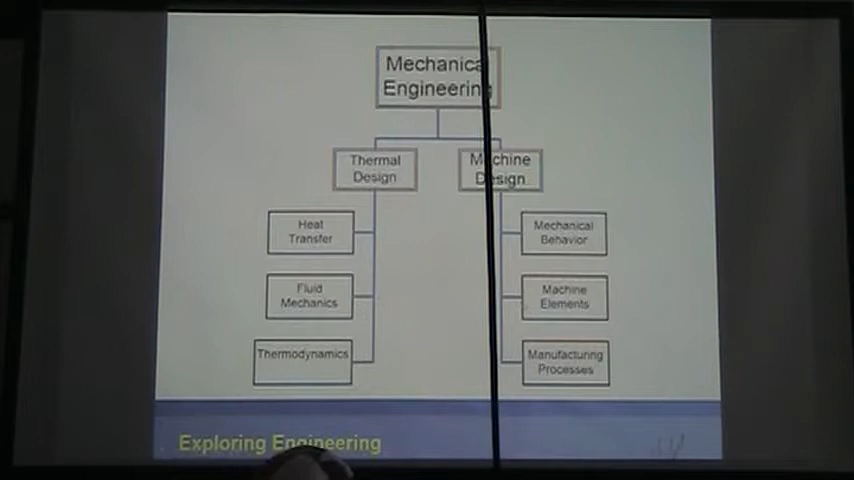 Mechanical
Engineering
Thermal
Design
Machine
Design
Heat
Transfer
Mechanical
Behavior
Fluid
Mechanics
Machine
Elements
Thermodynamics
Manufacturing
Processes
Exploring Engineering